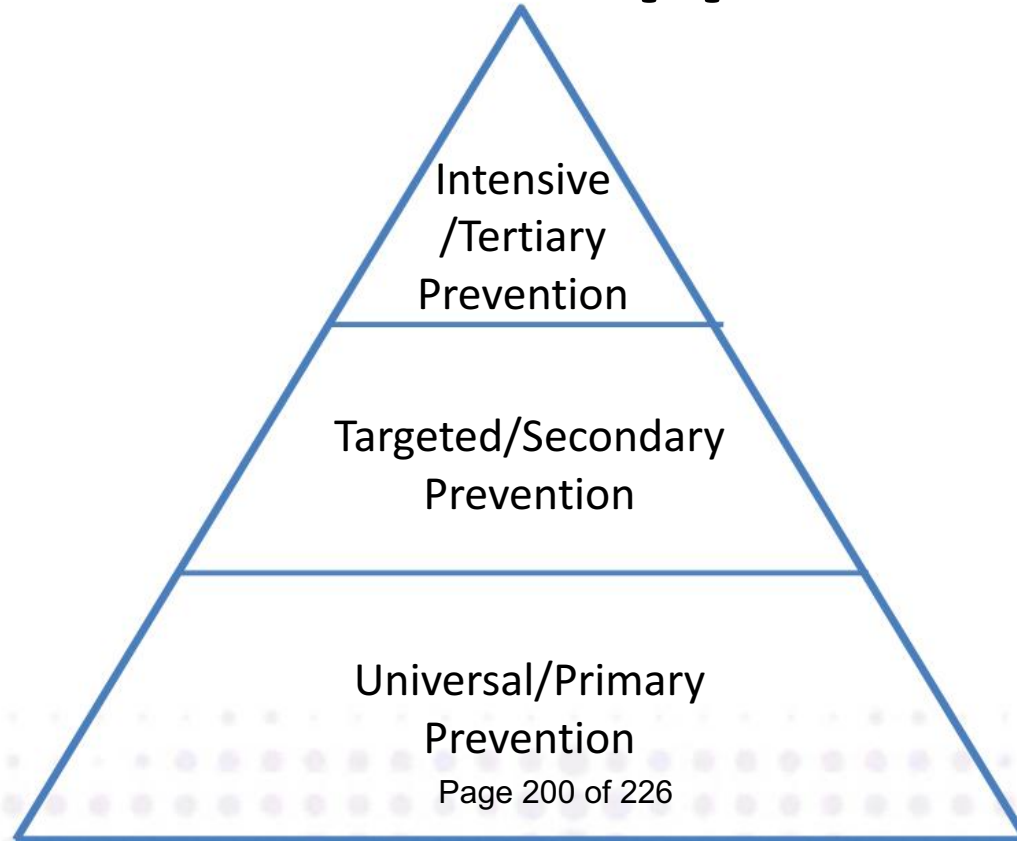 Intensive
/Tertiary
Prevention
Targeted/Secondary
Prevention
Universal/Primary
Prevention
Page 200 of 226